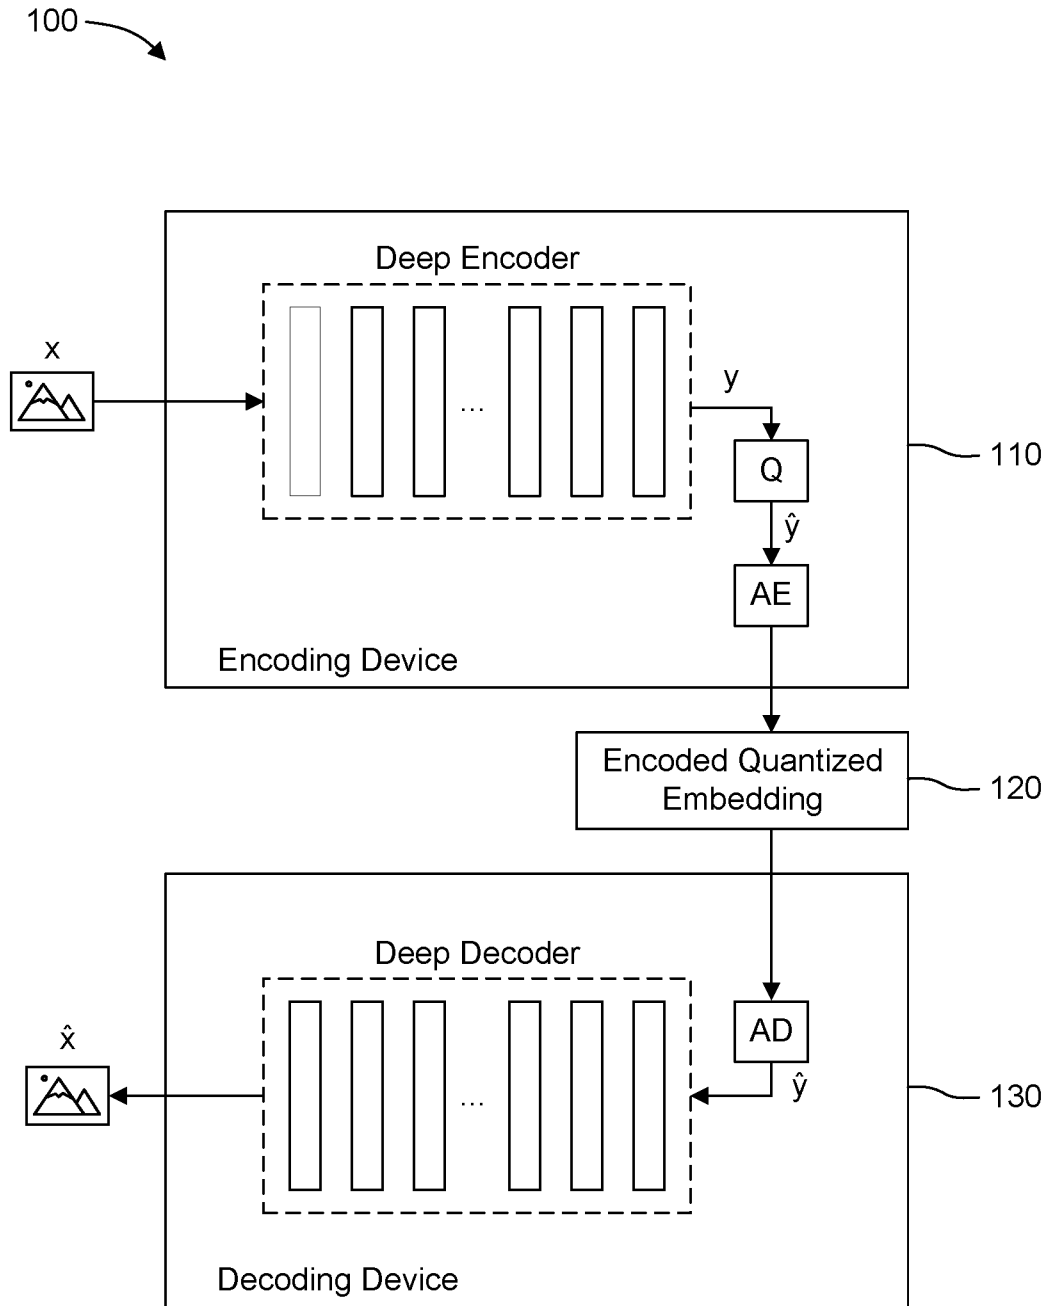 100
Deep Encoder
x
...
y
Q
110
ŷ
AE
Encoding Device
Encoded Quantized
Embedding
120
Deep Decoder
AD
x̂
ŷ
...
130
Decoding Device